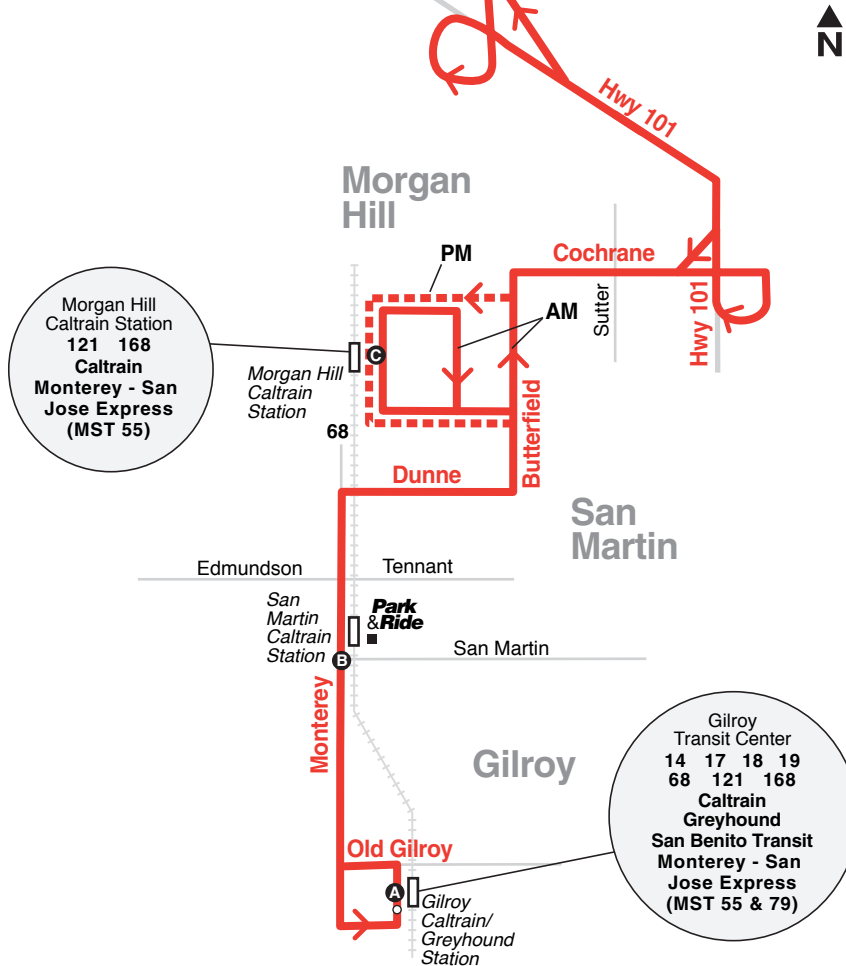 N
Hwy 101
Morgan
Hill
PM
Cochrane
AM
Sutter
Hwy 101
Morgan Hill
Caltrain Station
121 168
Caltrain
Monterey - San
Jose Express
(MST 55)
C
Morgan Hill
Caltrain
Station
68
Butterfield
Dunne
San
Martin
Edmundson
Tennant
San
Martin
Caltrain
Station
Park
&Ride
B
San Martin
Monterey
Gilroy
Gilroy
Transit Center
14 17 18 19
68 121 168
Caltrain
Greyhound
San Benito Transit
Monterey - San
Jose Express
(MST 55 & 79)
Old Gilroy
A
Gilroy
Caltrain/
Greyhound
Station